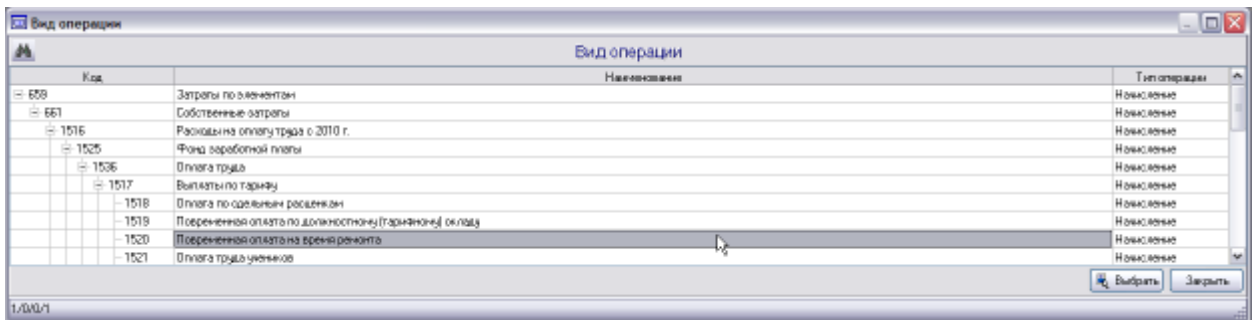 Вид операции
Вид операции
Код Наименование Тип операции
659 Затраты по элементам Начисление
661 Собственные затраты Начисление
1516 Расходы на оплату труда с 2010 г. Начисление
1525 Фонд заработной платы Начисление
1536 Оплата труда Начисление
1517 Выплаты по тарифу Начисление
1518 Оплата по сдельным расценкам Начисление
1519 Повременная оплата по должностному (тарифному) окладу Начисление
1520 Повременная оплата на время ремонта Начисление
1521 Оплата труда учеников Начисление
Выбрать Закрыть
1/0/0/1